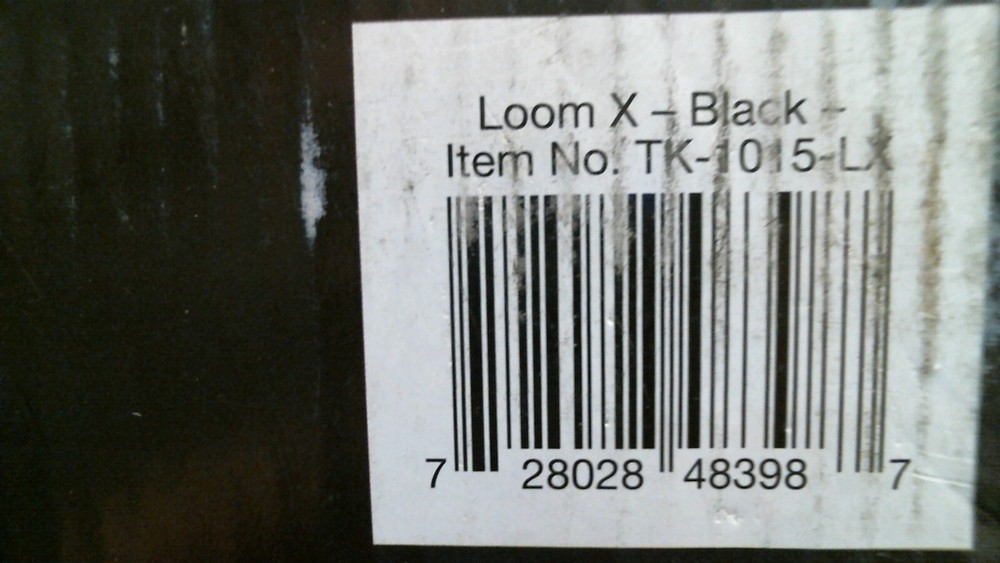 Loom X – Black –
Item No. TK-1015-LX
7 28028 48398 7